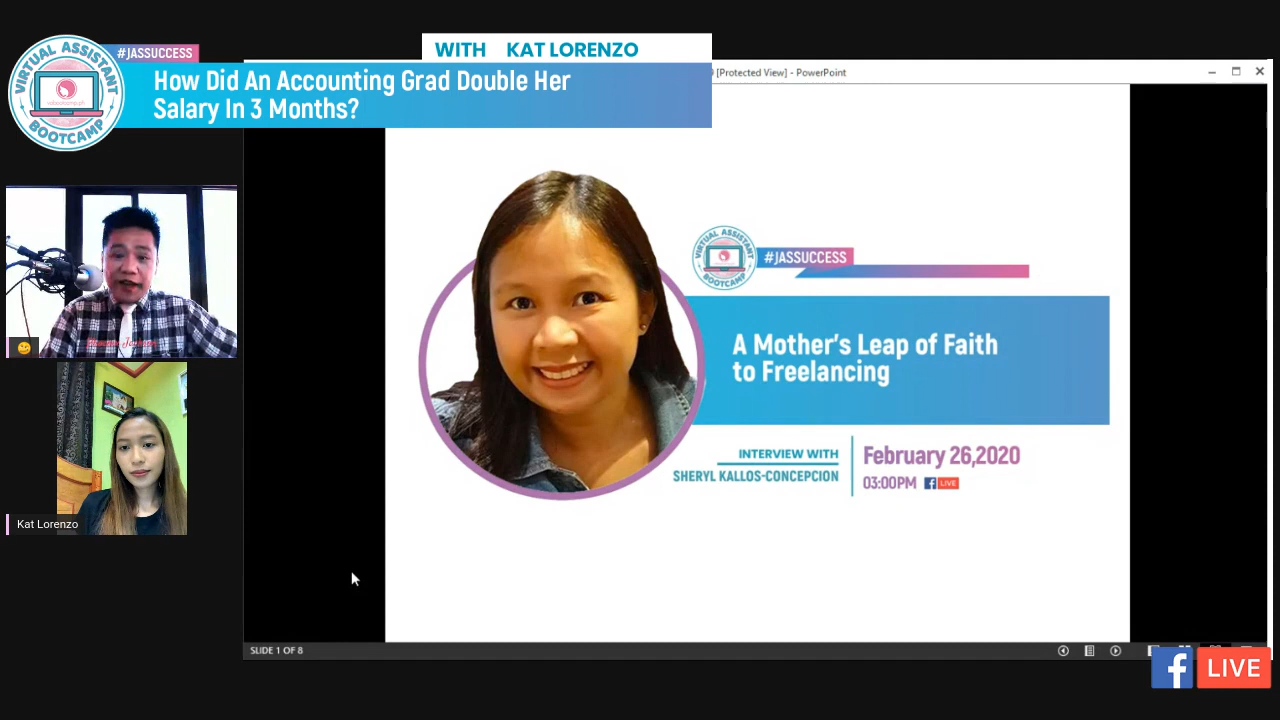 WITH KAT LORENZO
#JASSUCCESS
How Did An Accounting Grad Double Her
Salary In 3 Months?
VIRTUAL ASSISTANT
BOOTCAMP
[Protected View] - PowerPoint
VIRTUAL ASSISTANT
BOOTCAMP
#JASSUCCESS
A Mother's Leap of Faith
to Freelancing
INTERVIEW WITH
SHERYL KALLOS-CONCEPCION
February 26,2020
03:00PM
f LIVE
Kat Lorenzo
SLIDE 1 OF 8
f LIVE